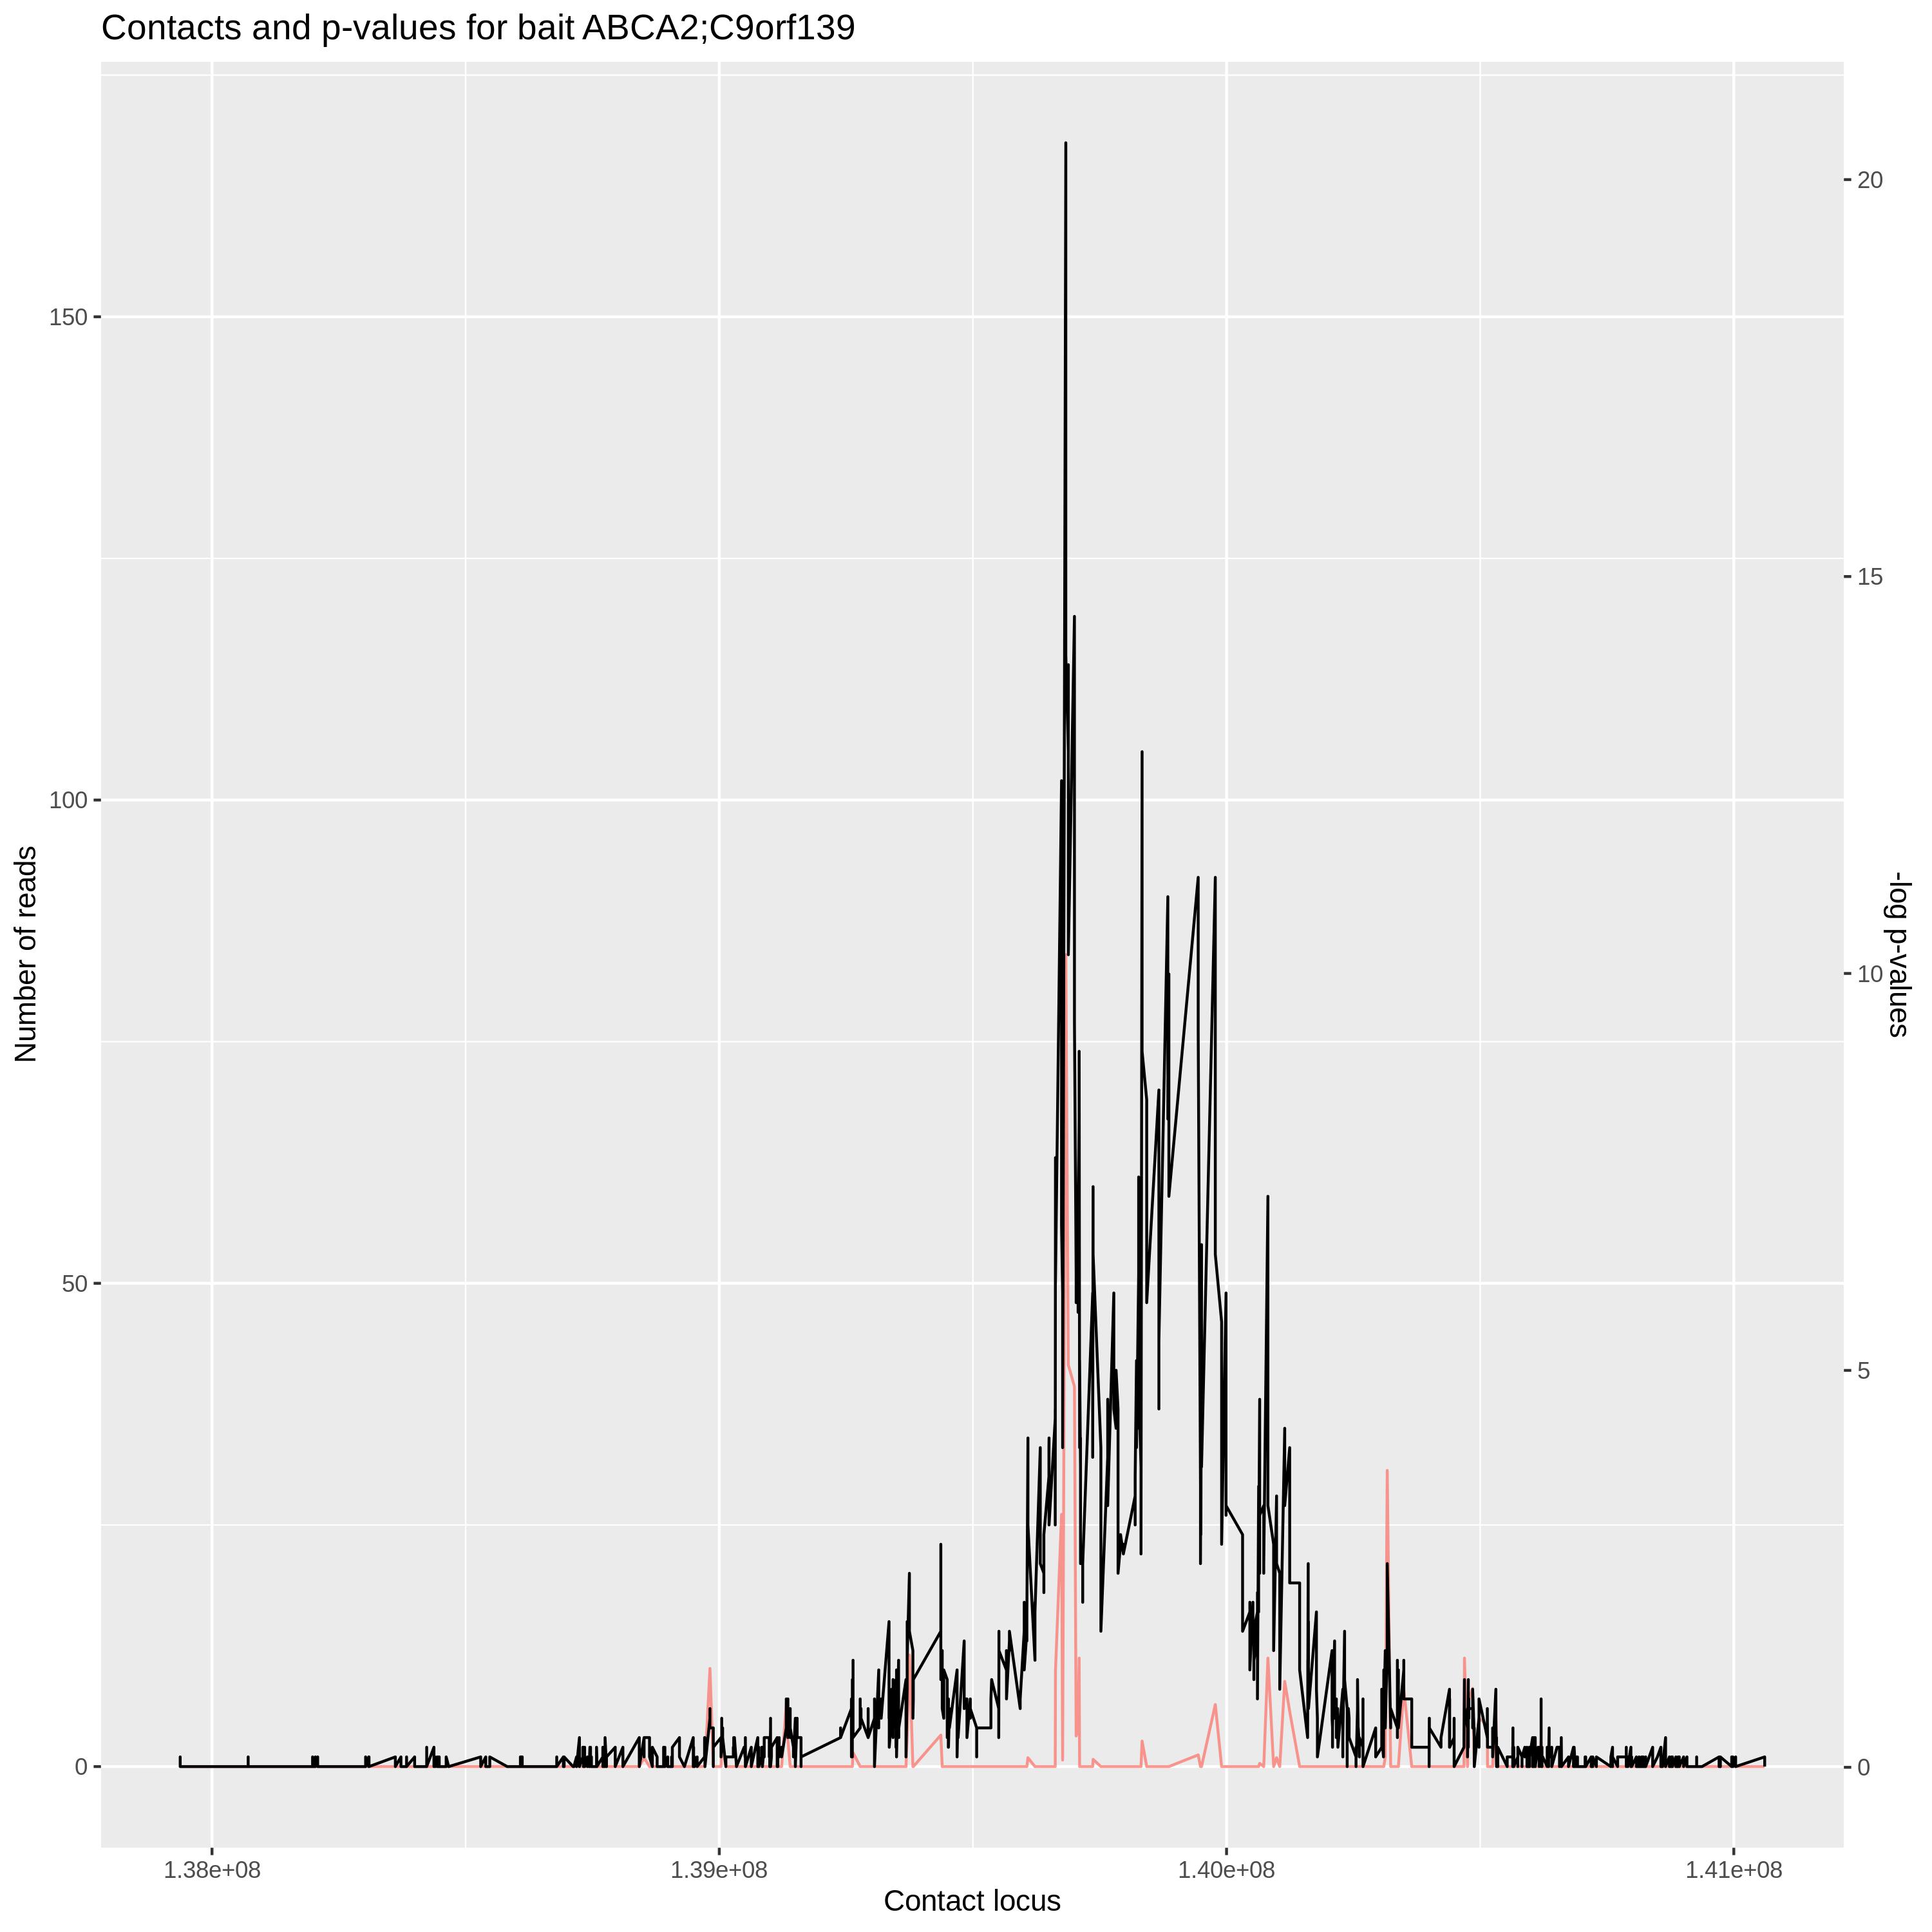 Contacts and p-values for bait ABCA2;C9orf139
Number of reads
150
100
50
0
20
15
10
5
0
-log p-values
1.38e+08
1.39e+08
1.40e+08
1.41e+08
Contact locus